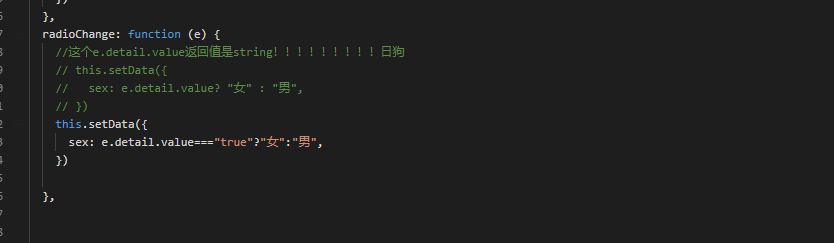 })
},
radioChange: function (e) {
//这个e.detail.value返回值是string!!!!!!!!!日狗
// this.setData({
//   sex: e.detail.value? "女" : "男",
// })
this.setData({
sex: e.detail.value==="true"?"女":"男",
})
},